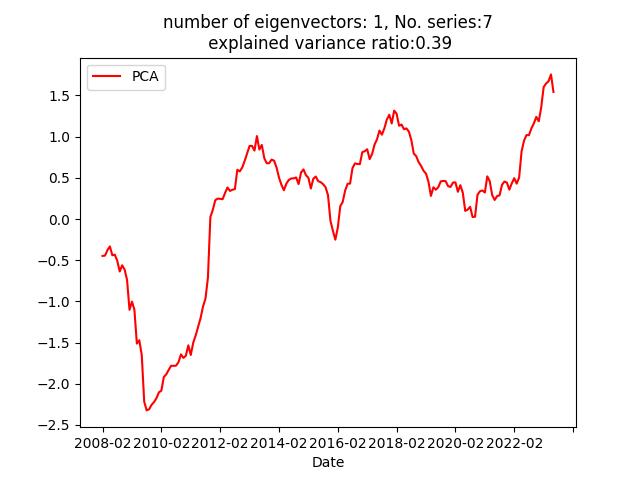 number of eigenvectors: 1, No. series:7
explained variance ratio:0.39
PCA
1.5
1.0
0.5
0.0
−0.5
−1.0
−1.5
−2.0
−2.5
2008-02 2010-02 2012-02 2014-02 2016-02 2018-02 2020-02 2022-02
Date